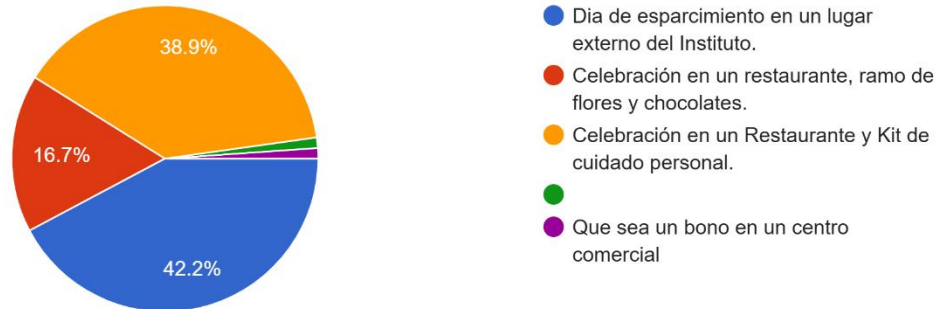 38.9%
16.7%
42.2%
Dia de esparcimiento en un lugar
externo del Instituto.
Celebración en un restaurante, ramo de
flores y chocolates.
Celebración en un Restaurante y Kit de
cuidado personal.
Que sea un bono en un centro
comercial